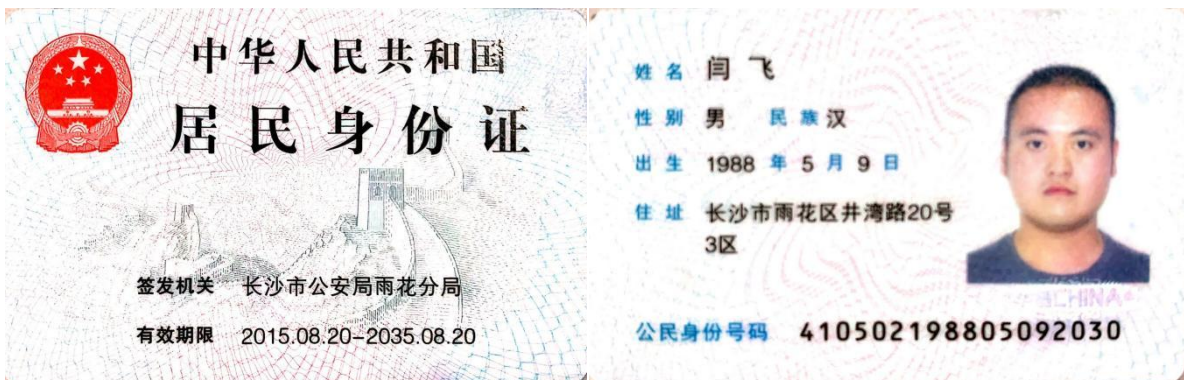 中华人民共和国
居民身份证
签发机关 长沙市公安局雨花分局
有效期限 2015.08.20-2035.08.20
姓名 闫飞
性别 男 民族 汉
出生 1988 年 5 月 9 日
住址 长沙市雨花区井湾路20号
3区
CHINA
公民身份号码 410502198805092030